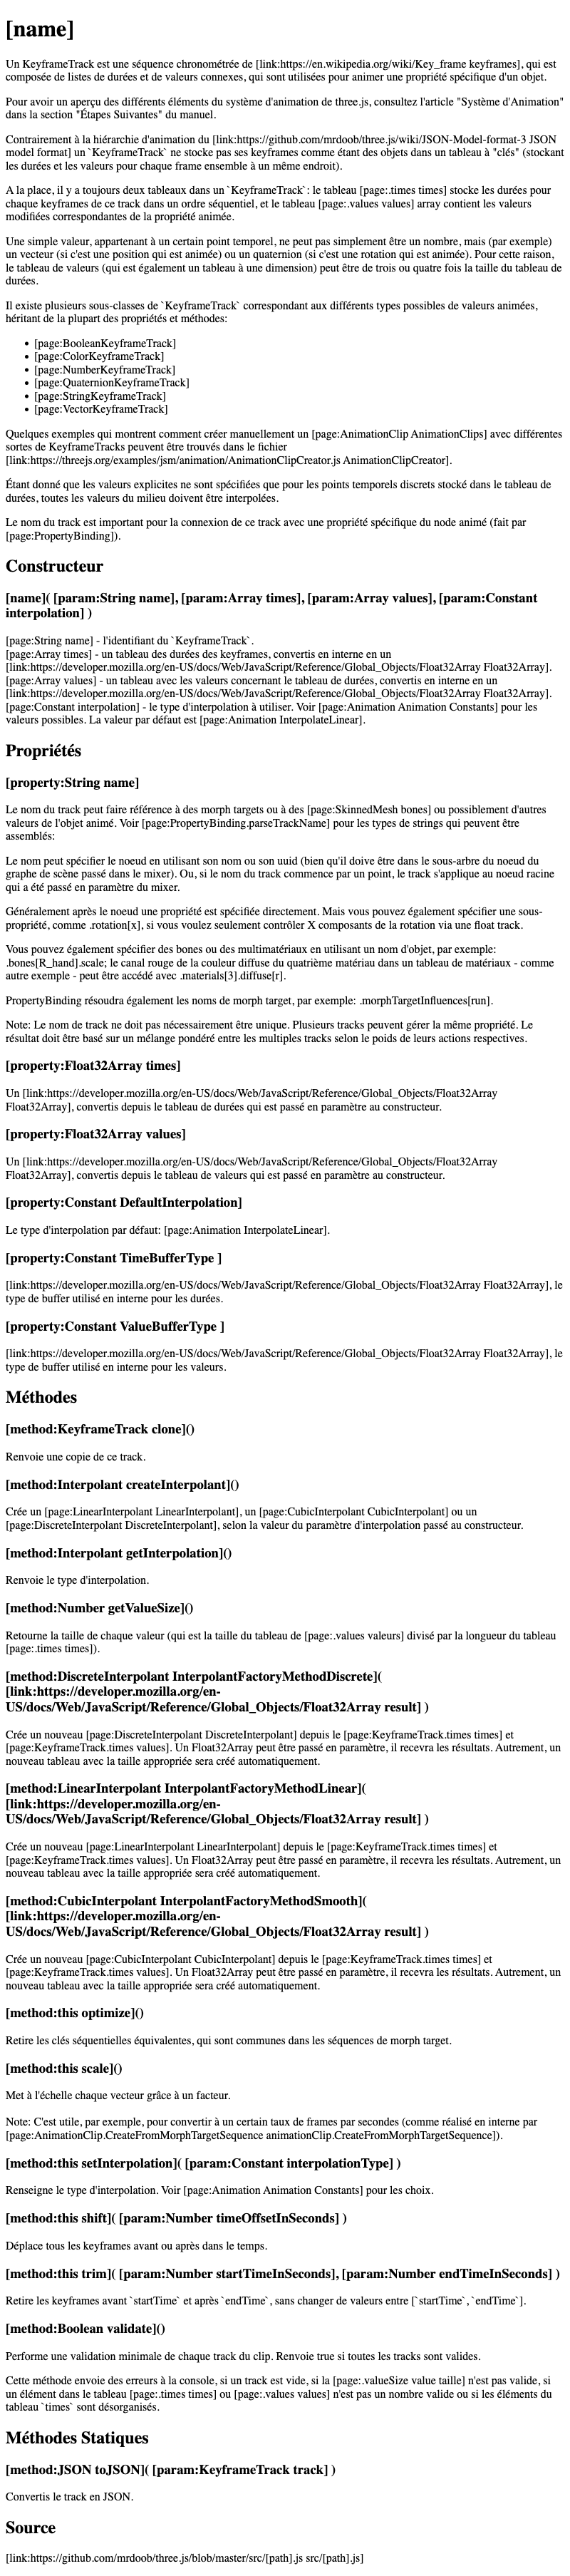 [name]
Un KeyframeTrack est une séquence chronométrée de [link:https://en.wikipedia.org/wiki/Key_frame keyframes], qui est
composée de listes de durées et de valeurs connexes, qui sont utilisées pour animer une propriété spécifique d'un objet.
Pour avoir un aperçu des différents éléments du système d'animation de three.js, consultez l'article "Système d'Animation"
dans la section "Étapes Suivantes" du manuel.
Contrairement à la hiérarchie d'animation du [link:https://github.com/mrdoob/three.js/wiki/JSON-Model-format-3 JSON
model format] un `KeyframeTrack` ne stocke pas ses keyframes comme étant des objets dans un tableau à "clés" (stockant
les durées et les valeurs pour chaque frame ensemble à un même endroit).
A la place, il y a toujours deux tableaux dans un `KeyframeTrack`: le tableau [page:.times times] stocke les durées pour
chaque keyframes de ce track dans un ordre séquentiel, et le tableau [page:.values values] array contient les valeurs
modifiées correspondantes de la propriété animée.
Une simple valeur, appartenant à un certain point temporel, ne peut pas simplement être un nombre, mais (par exemple)
un vecteur (si c'est une position qui est animée) ou un quaternion (si c'est une rotation qui est animée). Pour cette raison,
le tableau de valeurs (qui est également un tableau à une dimension) peut être de trois ou quatre fois la taille du tableau de
durées.
Il existe plusieurs sous-classes de `KeyframeTrack` correspondant aux différents types possibles de valeurs animées,
héritant de la plupart des propriétés et méthodes:
• [page:BooleanKeyframeTrack]
• [page:ColorKeyframeTrack]
• [page:NumberKeyframeTrack]
• [page:QuaternionKeyframeTrack]
• [page:StringKeyframeTrack]
• [page:VectorKeyframeTrack]
Quelques exemples qui montrent comment créer manuellement un [page:AnimationClip AnimationClips] avec différentes
sortes de KeyframeTracks peuvent être trouvés dans le fichier
[link:https://threejs.org/examples/jsm/animation/AnimationClipCreator.js AnimationClipCreator].
Étant donné que les valeurs explicites ne sont spécifiées que pour les points temporels discrets stocké dans le tableau de
durées, toutes les valeurs du milieu doivent être interpolées.
Le nom du track est important pour la connexion de ce track avec une propriété spécifique du node animé (fait par
[page:PropertyBinding]).
Constructeur
[name]( [param:String name], [param:Array times], [param:Array values], [param:Constant
interpolation] )
[page:String name] - l'identifiant du `KeyframeTrack`.
[page:Array times] - un tableau des durées des keyframes, convertis en interne en un
[link:https://developer.mozilla.org/en-US/docs/Web/JavaScript/Reference/Global_Objects/Float32Array Float32Array].
[page:Array values] - un tableau avec les valeurs concernant le tableau de durées, convertis en interne en un
[link:https://developer.mozilla.org/en-US/docs/Web/JavaScript/Reference/Global_Objects/Float32Array Float32Array].
[page:Constant interpolation] - le type d'interpolation à utiliser. Voir [page:Animation Animation Constants] pour les
valeurs possibles. La valeur par défaut est [page:Animation InterpolateLinear].
Propriétés
[property:String name]
Le nom du track peut faire référence à des morph targets ou à des [page:SkinnedMesh bones] ou possiblement d'autres
valeurs de l'objet animé. Voir [page:PropertyBinding.parseTrackName] pour les types de strings qui peuvent être
assemblés:
Le nom peut spécifier le noeud en utilisant son nom ou son uuid (bien qu'il doive être dans le sous-arbre du noeud du
graphe de scène passé dans le mixer). Ou, si le nom du track commence par un point, le track s'applique au noeud racine
qui a été passé en paramètre du mixer.
Généralement après le noeud une propriété est spécifiée directement. Mais vous pouvez également spécifier une sous-
propriété, comme .rotation[x], si vous voulez seulement contrôler X composants de la rotation via une float track.
Vous pouvez également spécifier des bones ou des multimatériaux en utilisant un nom d'objet, par exemple:
.bones[R_hand].scale; le canal rouge de la couleur diffuse du quatrième matériau dans un tableau de matériaux - comme
autre exemple - peut être accédé avec .materials[3].diffuse[r].
PropertyBinding résoudra également les noms de morph target, par exemple: .morphTargetInfluences[run].
Note: Le nom de track ne doit pas nécessairement être unique. Plusieurs tracks peuvent gérer la même propriété. Le
résultat doit être basé sur un mélange pondéré entre les multiples tracks selon le poids de leurs actions respectives.
[property:Float32Array times]
Un [link:https://developer.mozilla.org/en-US/docs/Web/JavaScript/Reference/Global_Objects/Float32Array
Float32Array], convertis depuis le tableau de durées qui est passé en paramètre au constructeur.
[property:Float32Array values]
Un [link:https://developer.mozilla.org/en-US/docs/Web/JavaScript/Reference/Global_Objects/Float32Array
Float32Array], convertis depuis le tableau de valeurs qui est passé en paramètre au constructeur.
[property:Constant DefaultInterpolation]
Le type d'interpolation par défaut: [page:Animation InterpolateLinear].
[property:Constant TimeBufferType ]
[link:https://developer.mozilla.org/en-US/docs/Web/JavaScript/Reference/Global_Objects/Float32Array Float32Array], le
type de buffer utilisé en interne pour les durées.
[property:Constant ValueBufferType ]
[link:https://developer.mozilla.org/en-US/docs/Web/JavaScript/Reference/Global_Objects/Float32Array Float32Array], le
type de buffer utilisé en interne pour les valeurs.
Méthodes
[method:KeyframeTrack clone]()
Renvoie une copie de ce track.
[method:Interpolant createInterpolant]()
Crée un [page:LinearInterpolant LinearInterpolant], un [page:CubicInterpolant CubicInterpolant] ou un
[page:DiscreteInterpolant DiscreteInterpolant], selon la valeur du paramètre d'interpolation passé au constructeur.
[method:Interpolant getInterpolation]()
Renvoie le type d'interpolation.
[method:Number getValueSize]()
Retourne la taille de chaque valeur (qui est la taille du tableau de [page:.values valeurs] divisé par la longueur du tableau
[page:.times times]).
[method:DiscreteInterpolant InterpolantFactoryMethodDiscrete](
[link:https://developer.mozilla.org/en-
US/docs/Web/JavaScript/Reference/Global_Objects/Float32Array result] )
Crée un nouveau [page:DiscreteInterpolant DiscreteInterpolant] depuis le [page:KeyframeTrack.times times] et
[page:KeyframeTrack.times values]. Un Float32Array peut être passé en paramètre, il recevra les résultats. Autrement, un
nouveau tableau avec la taille appropriée sera créé automatiquement.
[method:LinearInterpolant InterpolantFactoryMethodLinear](
[link:https://developer.mozilla.org/en-
US/docs/Web/JavaScript/Reference/Global_Objects/Float32Array result] )
Crée un nouveau [page:LinearInterpolant LinearInterpolant] depuis le [page:KeyframeTrack.times times] et
[page:KeyframeTrack.times values]. Un Float32Array peut être passé en paramètre, il recevra les résultats. Autrement, un
nouveau tableau avec la taille appropriée sera créé automatiquement.
[method:CubicInterpolant InterpolantFactoryMethodSmooth](
[link:https://developer.mozilla.org/en-
US/docs/Web/JavaScript/Reference/Global_Objects/Float32Array result] )
Crée un nouveau [page:CubicInterpolant CubicInterpolant] depuis le [page:KeyframeTrack.times times] et
[page:KeyframeTrack.times values]. Un Float32Array peut être passé en paramètre, il recevra les résultats. Autrement, un
nouveau tableau avec la taille appropriée sera créé automatiquement.
[method:this optimize]()
Retire les clés séquentielles équivalentes, qui sont communes dans les séquences de morph target.
[method:this scale]()
Met à l'échelle chaque vecteur grâce à un facteur.
Note: C'est utile, par exemple, pour convertir à un certain taux de frames par secondes (comme réalisé en interne par
[page:AnimationClip.CreateFromMorphTargetSequence animationClip.CreateFromMorphTargetSequence]).
[method:this setInterpolation]( [param:Constant interpolationType] )
Renseigne le type d'interpolation. Voir [page:Animation Animation Constants] pour les choix.
[method:this shift]( [param:Number timeOffsetInSeconds] )
Déplace tous les keyframes avant ou après dans le temps.
[method:this trim]( [param:Number startTimeInSeconds], [param:Number endTimeInSeconds] )
Retire les keyframes avant `startTime` et après `endTime`, sans changer de valeurs entre [`startTime`, `endTime`].
[method:Boolean validate]()
Performe une validation minimale de chaque track du clip. Renvoie true si toutes les tracks sont valides.
Cette méthode envoie des erreurs à la console, si un track est vide, si la [page:.valueSize value taille] n'est pas valide, si
un élément dans le tableau [page:.times times] ou [page:.values values] n'est pas un nombre valide ou si les éléments du
tableau `times` sont désorganisés.
Méthodes Statiques
[method:JSON toJSON]( [param:KeyframeTrack track] )
Convertis le track en JSON.
Source
[link:https://github.com/mrdoob/three.js/blob/master/src/[path].js src/[path].js]